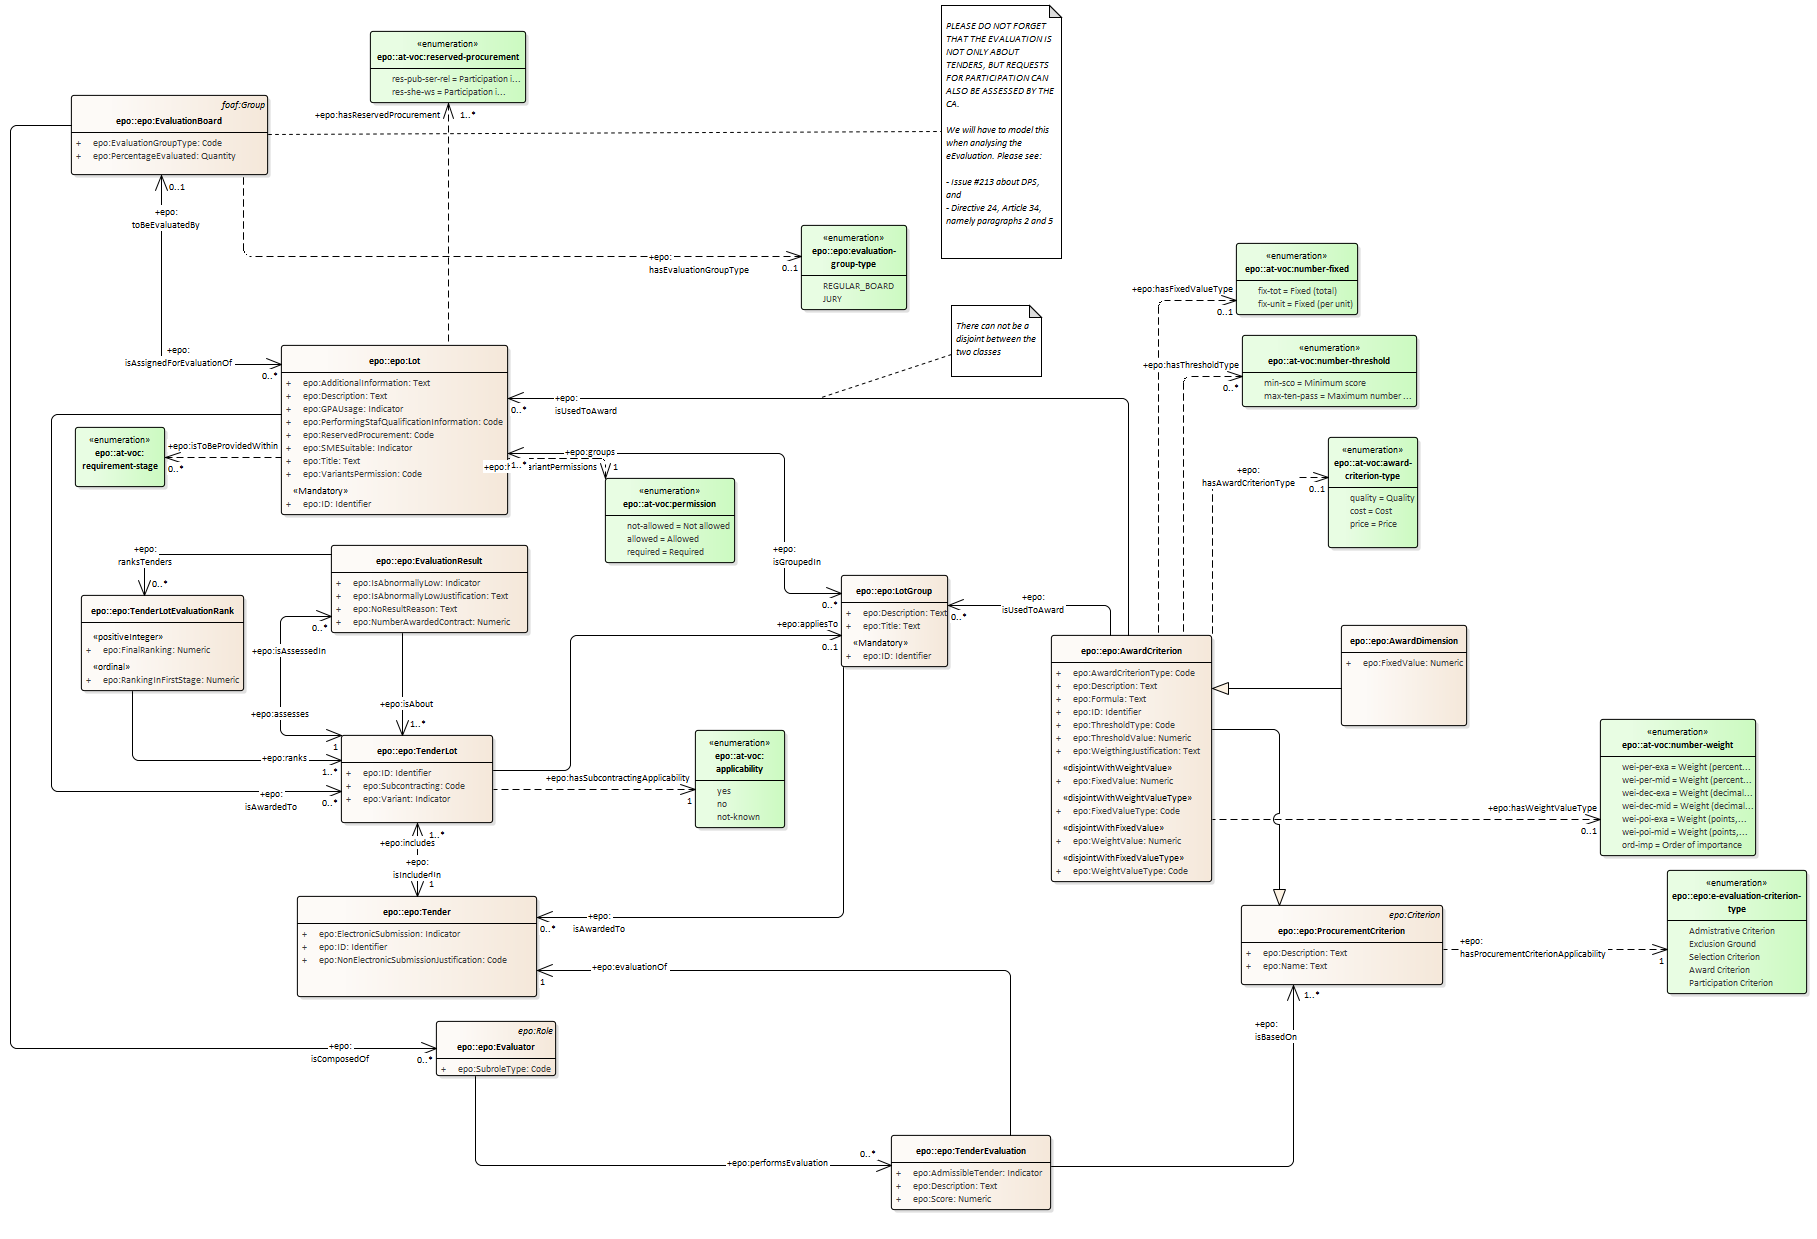 «enumeration»
epo::at-voc:reserved-procurement
res-pub-ser-rel = Participation i...
res-she-ws = Participation i...
+epo:hasReservedProcurement
1..*
foaf:Group
epo::epo:EvaluationBoard
+ epo:EvaluationGroupType: Code
+ epo:PercentageEvaluated: Quantity
0..1
+epo:
toBeEvaluatedBy
PLEASE DO NOT FORGET
THAT THE EVALUATION IS
NOT ONLY ABOUT
TENDERS, BUT REQUESTS
FOR PARTICIPATION CAN
ALSO BE ASSESSED BY THE
CA.
We will have to model this
when analysing the
eEvaluation. Please see:
- Issue #213 about DPS,
and
- Directive 24, Article 34,
namely paragraphs 2 and 5
+epo:
hasEvaluationGroupType
0..1
«enumeration»
epo::epo:evaluation-
group-type
REGULAR_BOARD
JURY
+epo:
isAssignedForEvaluationOf
0..*
epo::epo:Lot
+ epo:AdditionalInformation: Text
+ epo:Description: Text
+ epo:GPAUsage: Indicator
+ epo:PerformingStafQualificationInformation: Code
+ epo:ReservedProcurement: Code
+ epo:SMESuitable: Indicator
+ epo:Title: Text
+ epo:VariantsPermission: Code
«Mandatory»
+ epo:ID: Identifier
There can not be a
disjoint between the
two classes
+epo:hasFixedValueType
0..1
«enumeration»
epo::at-voc:number-fixed
fix-tot = Fixed (total)
fix-unit = Fixed (per unit)
+epo:hasThresholdType
0..*
«enumeration»
epo::at-voc:number-threshold
min-sco = Minimum score
max-ten-pass = Maximum number ...
+epo:
hasAwardCriterionType
0..1
«enumeration»
epo::at-voc:award-
criterion-type
quality = Quality
cost = Cost
price = Price
0..*
+epo:
isUsedToAward
«enumeration»
epo::at-voc:
requirement-stage
+epo:isToBeProvidedWithin
0..*
+epo:groups
1..*
1
«enumeration»
epo::at-voc:permission
not-allowed = Not allowed
allowed = Allowed
required = Required
+epo:
isGroupedIn
0..*
+epo:
ranksTenders
0..*
epo::epo:EvaluationResult
+ epo:IsAbnormallyLow: Indicator
+ epo:IsAbnormallyLowJustification: Text
+ epo:NoResultReason: Text
+ epo:NumberAwardedContract: Numeric
epo::epo:TenderLotEvaluationRank
«positiveInteger»
+ epo:FinalRanking: Numeric
«ordinal»
+ epo:RankingInFirstStage: Numeric
0..*
+epo:isAssessedIn
epo::epo:LotGroup
+ epo:Description: Text
+ epo:Title: Text
«Mandatory»
+ epo:ID: Identifier
+epo:appliesTo
0..1
0..*
+epo:
isUsedToAward
epo::epo:AwardCriterion
+ epo:AwardCriterionType: Code
+ epo:Description: Text
+ epo:Formula: Text
+ epo:ID: Identifier
+ epo:ThresholdType: Code
+ epo:ThresholdValue: Numeric
+ epo:WeigthingJustification: Text
«disjointWithWeightValue»
+ epo:FixedValue: Numeric
«disjointWithWeightValueType»
+ epo:FixedValueType: Code
«disjointWithFixedValue»
+ epo:WeightValue: Numeric
«disjointWithFixedValueType»
+ epo:WeightValueType: Code
epo::epo:AwardDimension
+ epo:FixedValue: Numeric
+epo:assesses
1
+epo:isAbout
1..*
epo::epo:TenderLot
+ epo:ID: Identifier
+ epo:Subcontracting: Code
+ epo:Variant: Indicator
+epo:ranks
1..*
+epo:
isAwardedTo
0..*
+epo:hasSubcontractingApplicability
1
«enumeration»
epo::at-voc:
applicability
yes
no
not-known
+epo:hasWeightValueType
0..1
«enumeration»
epo::at-voc:number-weight
wei-per-exa = Weight (percent...
wei-per-mid = Weight (percent...
wei-dec-exa = Weight (decimal...
wei-dec-mid = Weight (decimal...
wei-poi-exa = Weight (points,...
wei-poi-mid = Weight (points,...
ord-imp = Order of importance
1..*
+epo:includes
+epo:
isIncludedIn
1
epo::epo:Tender
+ epo:ElectronicSubmission: Indicator
+ epo:ID: Identifier
+ epo:NonElectronicSubmissionJustification: Code
0..*
+epo:
isAwardedTo
+epo:evaluationOf
1
epo:Criterion
epo::epo:ProcurementCriterion
+ epo:Description: Text
+ epo:Name: Text
+epo:
hasProcurementCriterionApplicability
1
«enumeration»
epo::epo:e-evaluation-criterion-
type
Admistrative Criterion
Exclusion Ground
Selection Criterion
Award Criterion
Participation Criterion
1..*
+epo:
isBasedOn
+epo:
isComposedOf
0..*
epo:Role
epo::epo:Evaluator
+ epo:SubroleType: Code
+epo:performsEvaluation
0..*
epo::epo:TenderEvaluation
+ epo:AdmissibleTender: Indicator
+ epo:Description: Text
+ epo:Score: Numeric